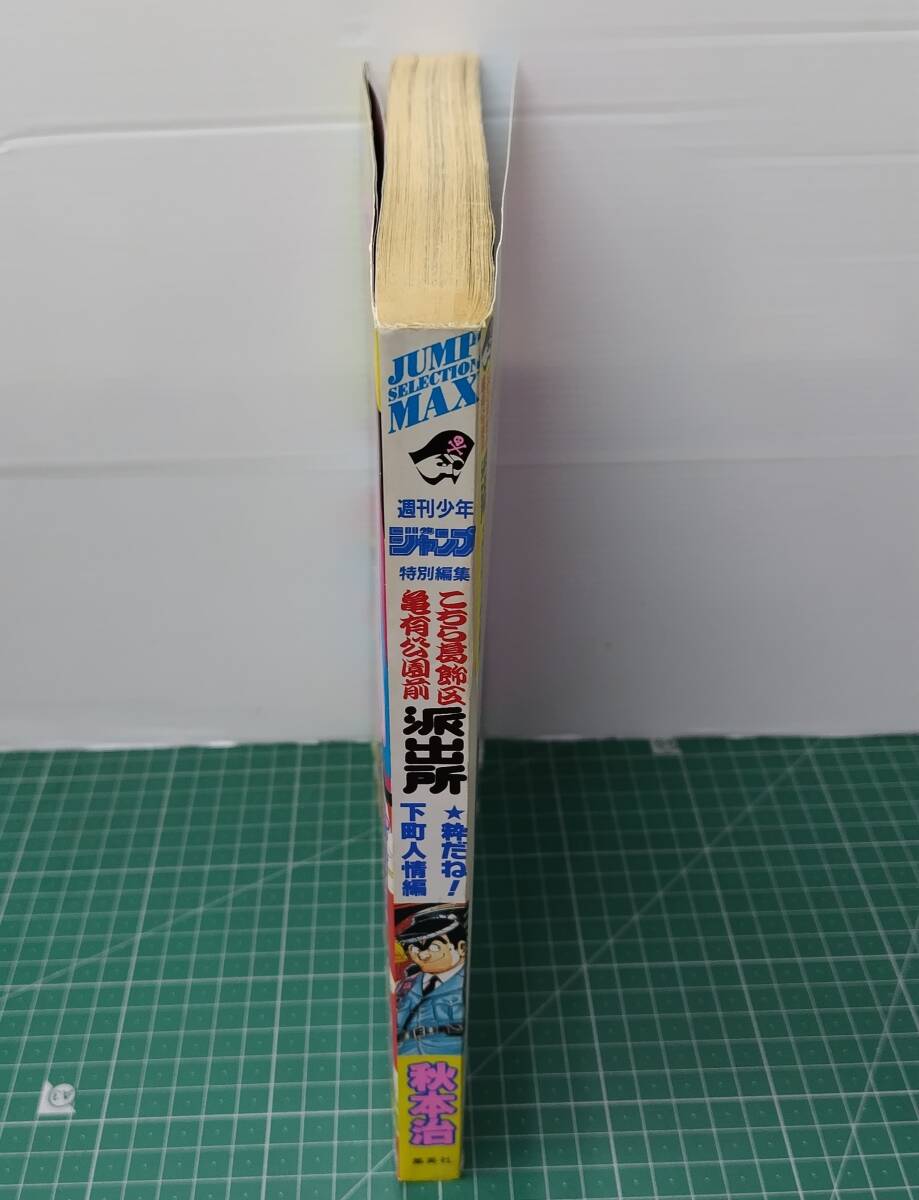 JUMP
SELECTION
MAX
週刊少年
ジャンプ
特別編集
こちら葛飾区
亀有公園前
派出所
★粋だね!
下町人情編
秋本治
集英社